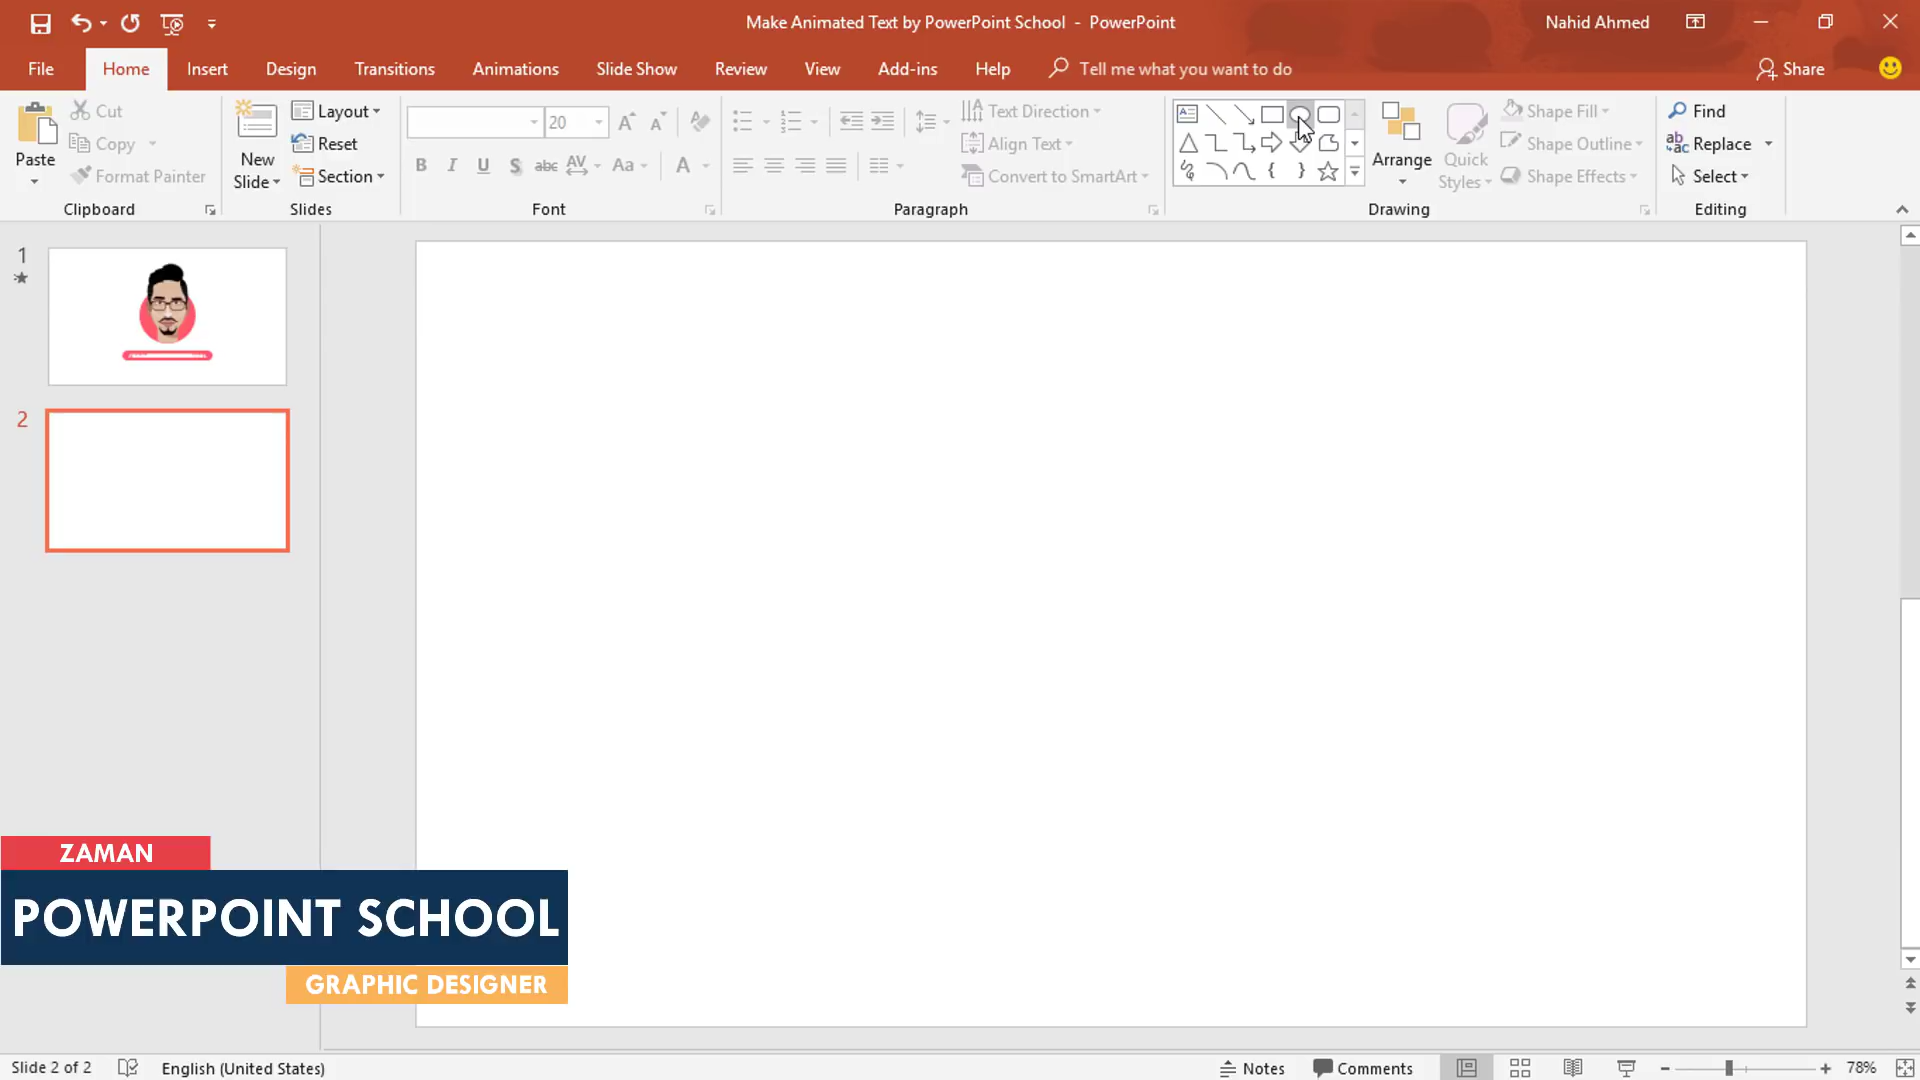 Make Animated Text by PowerPoint School - PowerPoint
Nahid Ahmed
File
Home
Insert
Design
Transitions
Animations
Slide Show
Review
View
Add-ins
Help
Tell me what you want to do
Share
Paste
Cut
Copy
Format Painter
Clipboard
New
Slide
Layout
Reset
Section
Slides
20
B I U S abc AV Aa A
Font
Text Direction
Align Text
Convert to SmartArt
Paragraph
Arrange
Quick
Styles
Shape Fill
Shape Outline
Shape Effects
Drawing
Find
Replace
Select
Editing
1
2
ZAMAN
POWERPOINT SCHOOL
GRAPHIC DESIGNER
Slide 2 of 2
English (United States)
Notes
Comments
78%